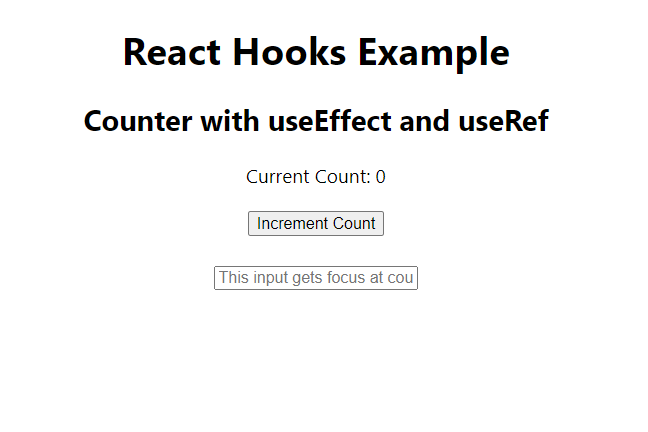 React Hooks Example
Counter with useEffect and useRef
Current Count: 0
Increment Count
This input gets focus at cou